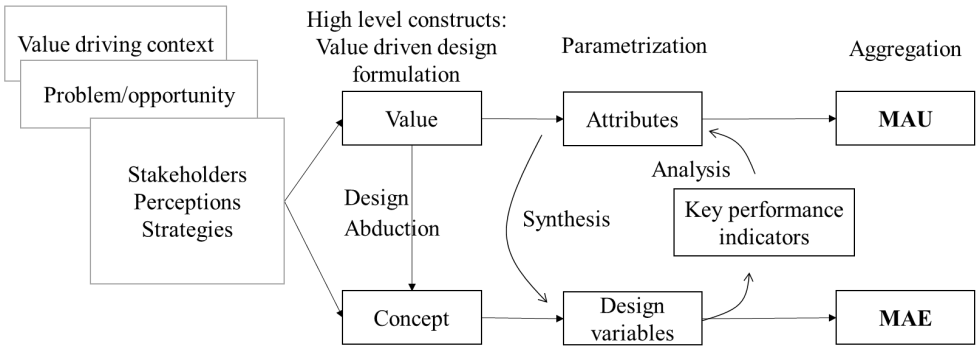 High level constructs:
Value driven design
formulation
Parametrization
Aggregation
Value driving context
Problem/opportunity
Stakeholders
Perceptions
Strategies
Value
Attributes
MAU
Design
Abduction
Synthesis
Analysis
Key performance
indicators
Concept
Design
variables
MAE